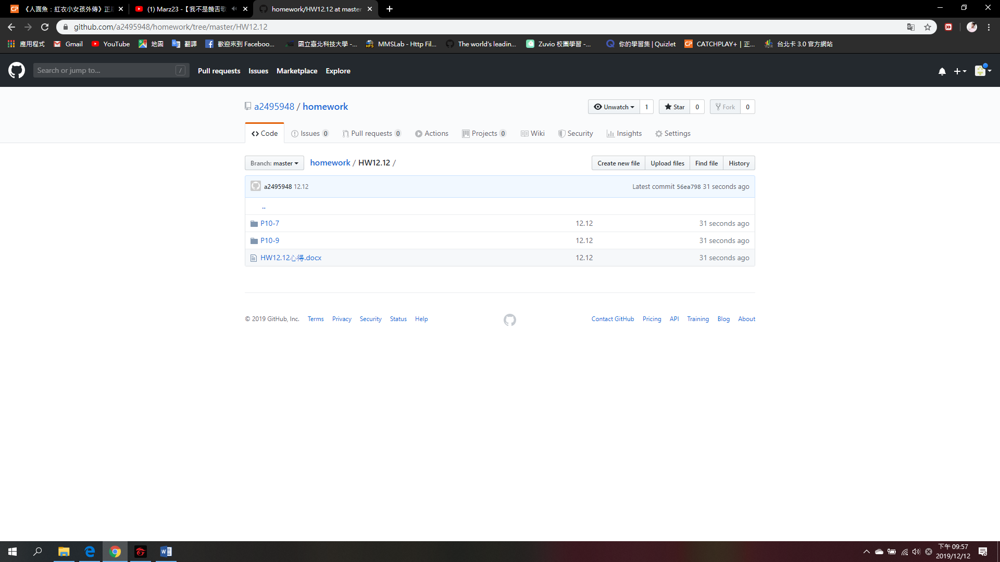 《人面魚：紅衣小女孩外傳》正版
(1) Marz23 -【我不是饒舌歌
homework/HW12.12 at master
github.com/a2495948/homework/tree/master/HW12.12
應用程式 Gmail YouTube 地圖 翻譯 歡迎來到 Faceboo... 國立臺北科技大學 -... MMSLab - Http Fil... The world's leadin... Zuvio 校園學習 -... 你的學習集 | Quizlet CATCHPLAY+ | 正... 台北卡 3.0 官方網站
Search or jump to... / Pull requests Issues Marketplace Explore
a2495948 / homework
Unwatch 1 Star 0 Fork 0
Code Issues 0 Pull requests 0 Actions Projects 0 Wiki Security Insights Settings
Branch: master homework / HW12.12 / Create new file Upload files Find file History
a2495948 12.12 Latest commit 56ea798 31 seconds ago
..
P10-7 12.12 31 seconds ago
P10-9 12.12 31 seconds ago
HW12.12心得.docx 12.12 31 seconds ago
© 2019 GitHub, Inc. Terms Privacy Security Status Help Contact GitHub Pricing API Training Blog About
下午 09:57
2019/12/12